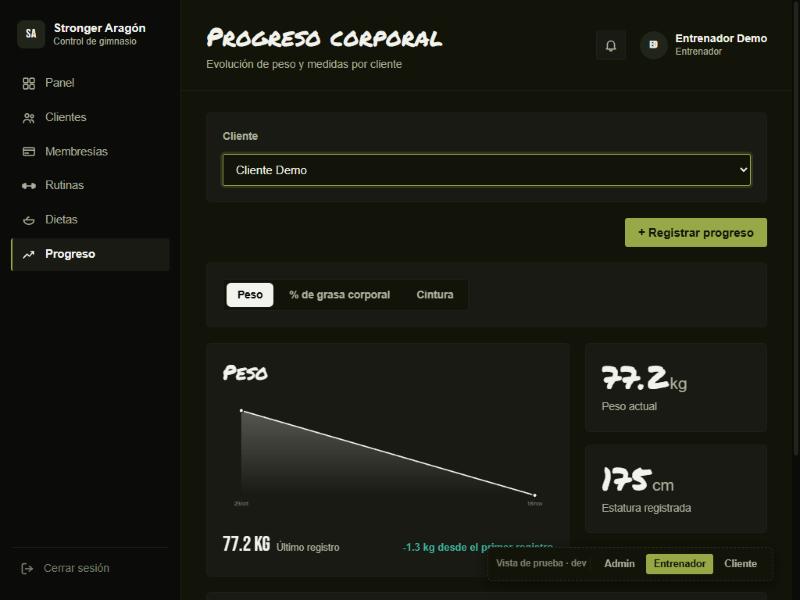 SA
Stronger Aragón
Control de gimnasio
Panel
Clientes
Membresías
Rutinas
Dietas
Progreso
Cerrar sesión
Progreso corporal
Evolución de peso y medidas por cliente
ED
Entrenador Demo
Entrenador
Cliente
Cliente Demo
+ Registrar progreso
Peso
% de grasa corporal
Cintura
Peso
77.2 KG Último registro
-1.3 kg desde el primer registro
77.2kg
Peso actual
175 cm
Estatura registrada
Vista de prueba · dev
Admin
Entrenador
Cliente